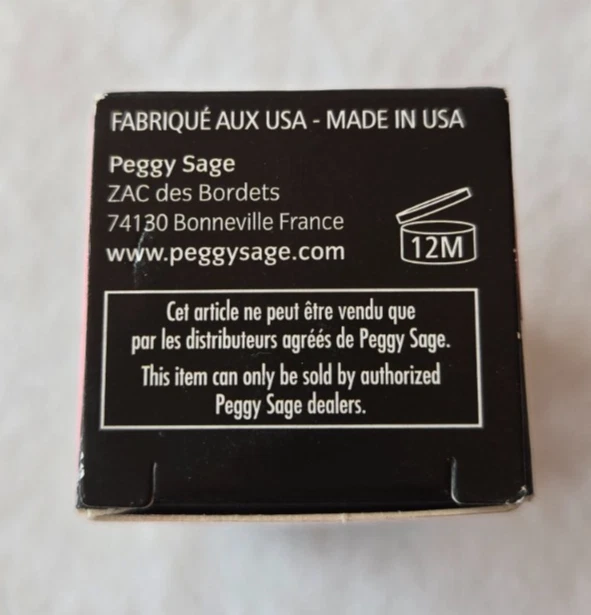 FABRIQUÉ AUX USA - MADE IN USA
Peggy Sage
ZAC des Bordets
74130 Bonneville France
www.peggysage.com
12M
Cet article ne peut être vendu que
par les distributeurs agréés de Peggy Sage.
This item can only be sold by authorized
Peggy Sage dealers.